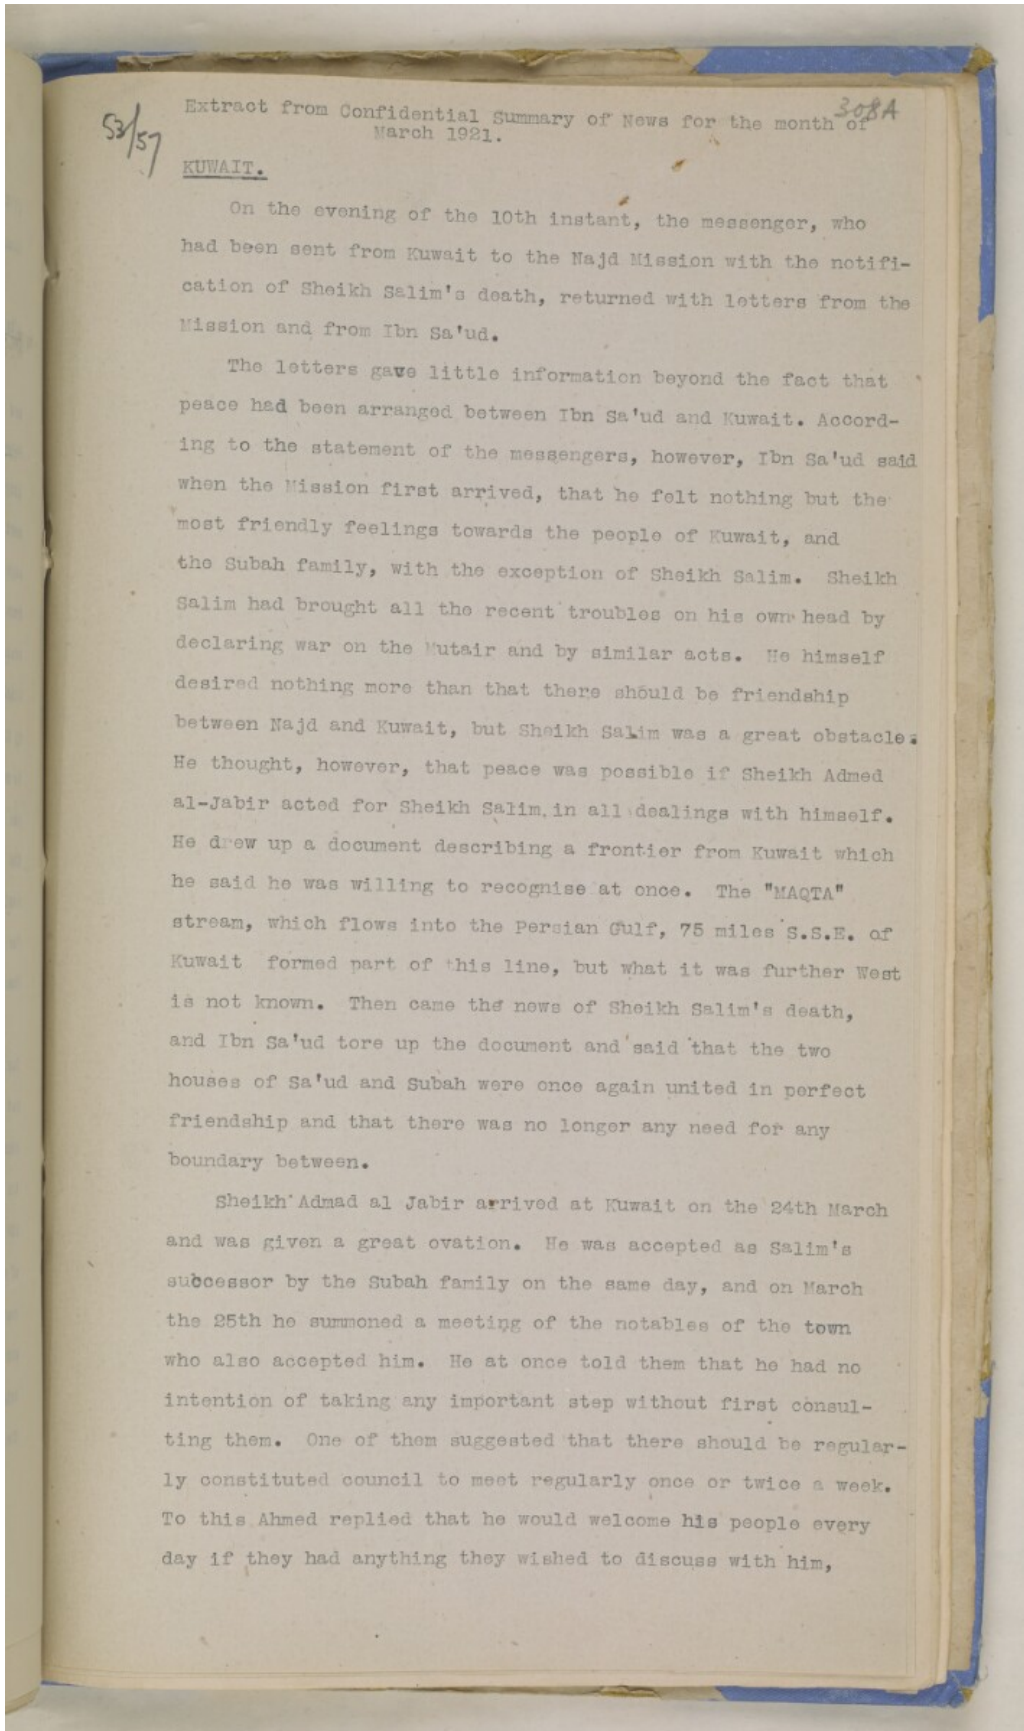 308A
53/57
Extract from Confidential Summary of News for the month of
March 1921.
KUWAIT.
On the evening of the 10th instant, the messenger, who
had been sent from Kuwait to the Najd Mission with the notifi-
cation of Sheikh Salim's death, returned with letters from the
Mission and from Ibn Sa'ud.
The letters gave little information beyond the fact that
peace had been arranged between Ibn Sa'ud and Kuwait. Accord-
ing to the statement of the messengers, however, Ibn Sa'ud said
when the Mission first arrived, that he felt nothing but the
most friendly feelings towards the people of Kuwait, and
the Subah family, with the exception of Sheikh Salim. Sheikh
Salim had brought all the recent troubles on his own head by
declaring war on the Mutair and by similar acts. He himself
desired nothing more than that there should be friendship
between Najd and Kuwait, but Sheikh Salim was a great obstacle.
He thought, however, that peace was possible if Sheikh Admed
al-Jabir acted for Sheikh Salim in all dealings with himself.
He drew up a document describing a frontier from Kuwait which
he said he was willing to recognise at once. The "MAQTA"
stream, which flows into the Persian Gulf, 75 miles S.S.E. of
Kuwait formed part of this line, but what it was further West
is not known. Then came the news of Sheikh Salim's death,
and Ibn Sa'ud tore up the document and said that the two
houses of Sa'ud and Subah were once again united in perfect
friendship and that there was no longer any need for any
boundary between.
Sheikh Admad al Jabir arrived at Kuwait on the 24th March
and was given a great ovation. He was accepted as Salim's
successor by the Subah family on the same day, and on March
the 25th he summoned a meeting of the notables of the town
who also accepted him. He at once told them that he had no
intention of taking any important step without first consul-
ting them. One of them suggested that there should be regular-
ly constituted council to meet regularly once or twice a week.
To this Ahmed replied that he would welcome his people every
day if they had anything they wished to discuss with him,